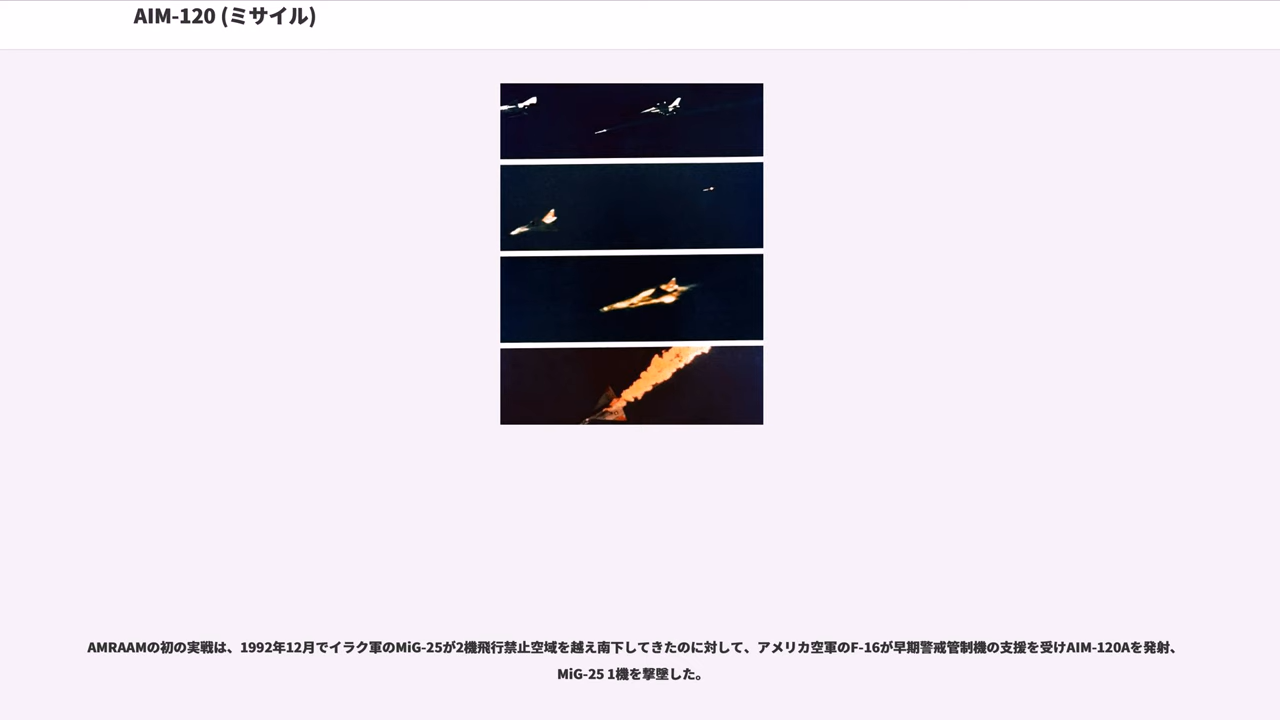 AIM-120 (ミサイル)
AMRAAMの初の実戦は、1992年12月でイラク軍のMiG-25が2機飛行禁止空域を越え南下してきたのに対して、アメリカ空軍のF-16が早期警戒管制機の支援を受けAIM-120Aを発射、
MiG-25 1機を撃墜した。